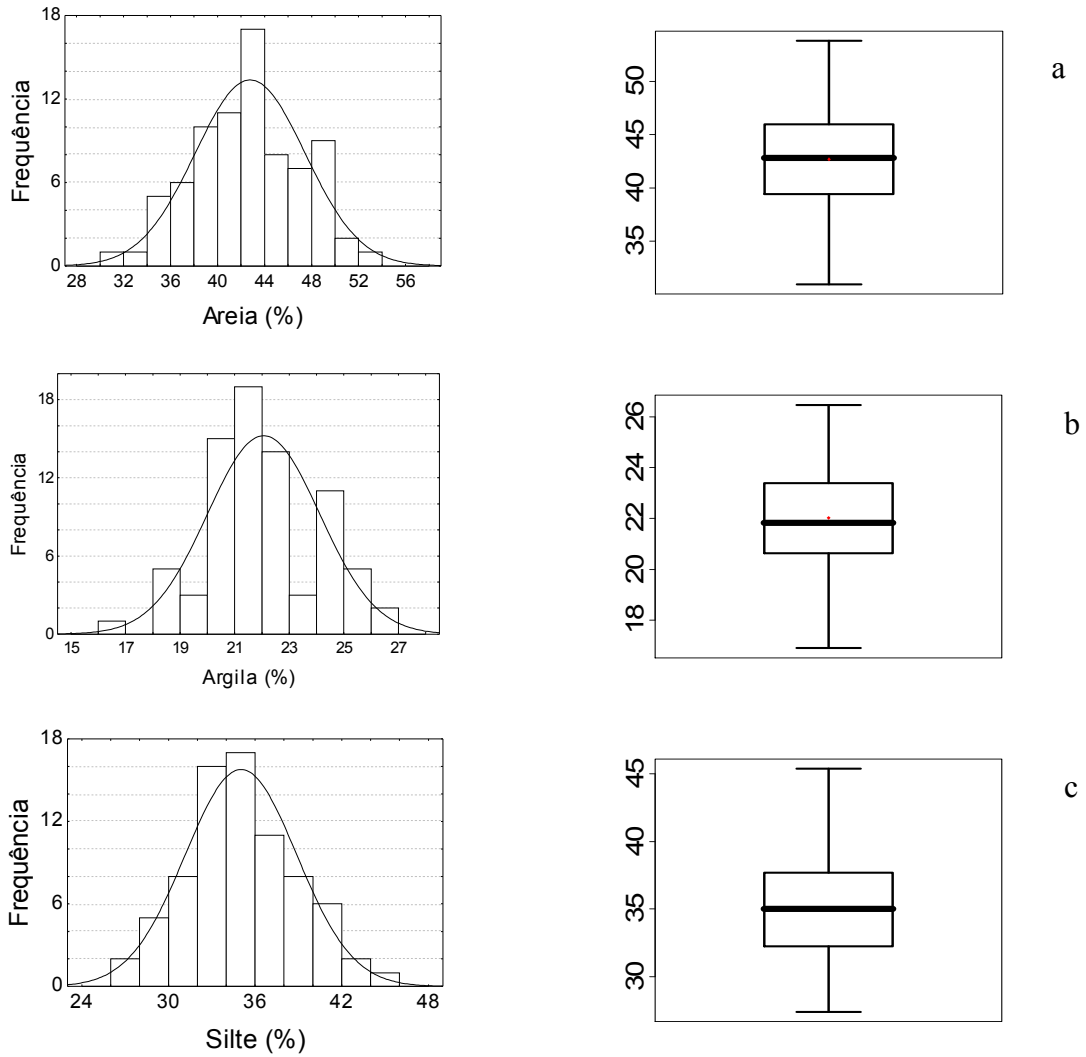 18
12
6
0
Frequência
28 32 36 40 44 48 52 56
Areia (%)
50
45
40
35
a
18
12
6
0
Frequência
15 17 19 21 23 25 27
Argila (%)
26
24
22
20
18
b
18
12
6
0
Frequência
24 30 36 42 48
Silte (%)
45
40
35
30
c